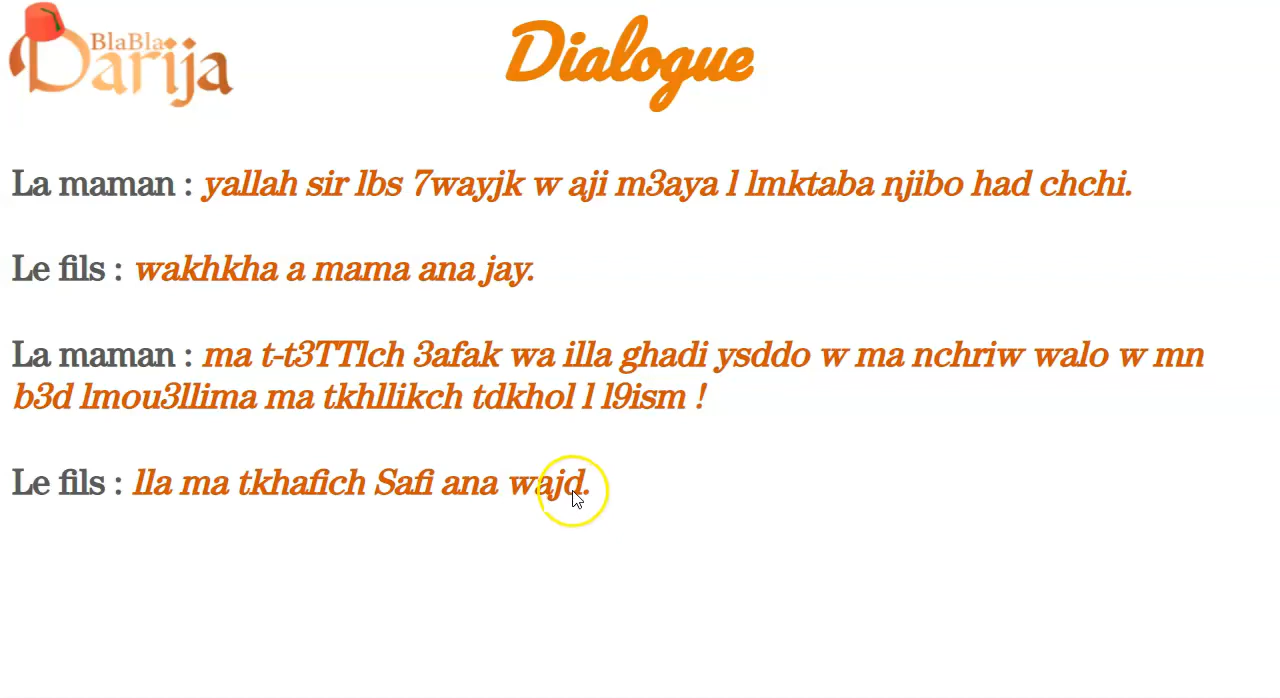 BlaBla
Darija
Dialogue
La maman : yallah sir lbs 7wayjk w aji m3aya l lmktaba njibo had chchi.
Le fils : wakhkha a mama ana jay.
La maman : ma t-t3TTlch 3afak wa illa ghadi ysddo w ma nchriw walo w mn
b3d lmou3llima ma tkhllikch tdkhol l l9ism !
Le fils : lla ma tkhafich Safi ana wajd.